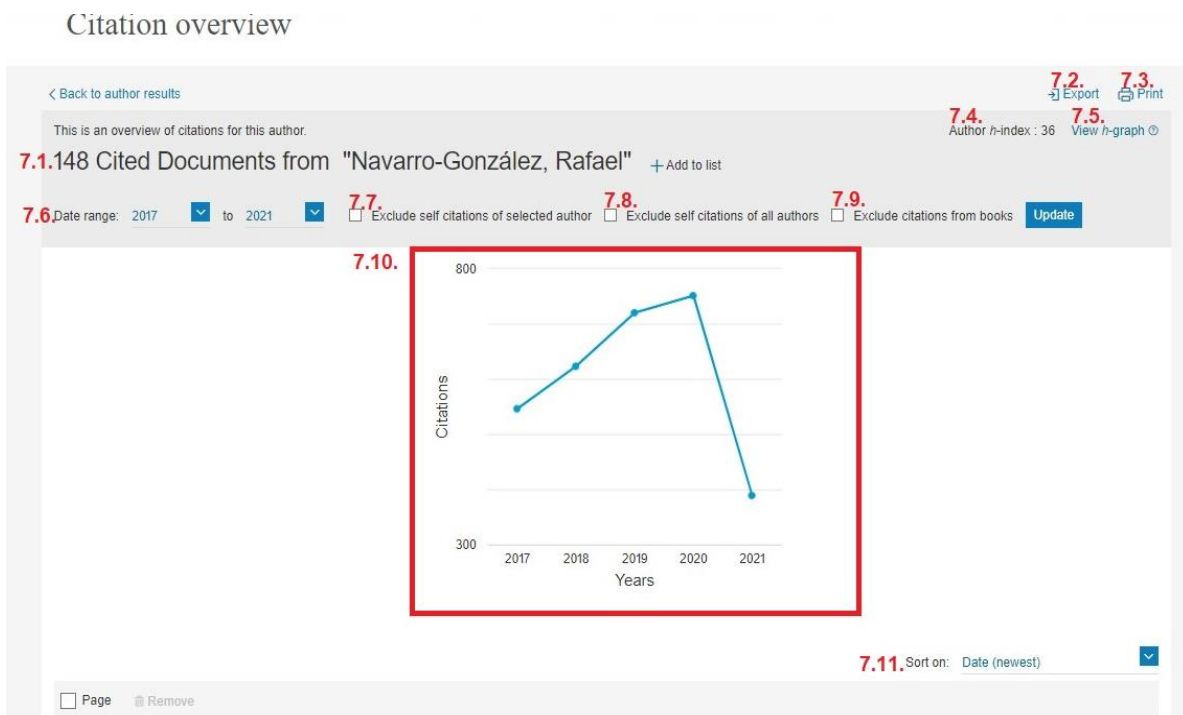 Citation overview
Back to author results
7.2. 7.3.
Export Print
This is an overview of citations for this author.
7.4. 7.5.
Author h-index : 36 View h-graph
7.1. 148 Cited Documents from "Navarro-González, Rafael" + Add to list
7.7. 7.8. 7.9.
7.6. Date range: 2017 to 2021 Exclude self citations of selected author Exclude self citations of all authors Exclude citations from books Update
7.10.
800
Citations
300
2017 2018 2019 2020 2021
Years
7.11. Sort on: Date (newest)
Page Remove